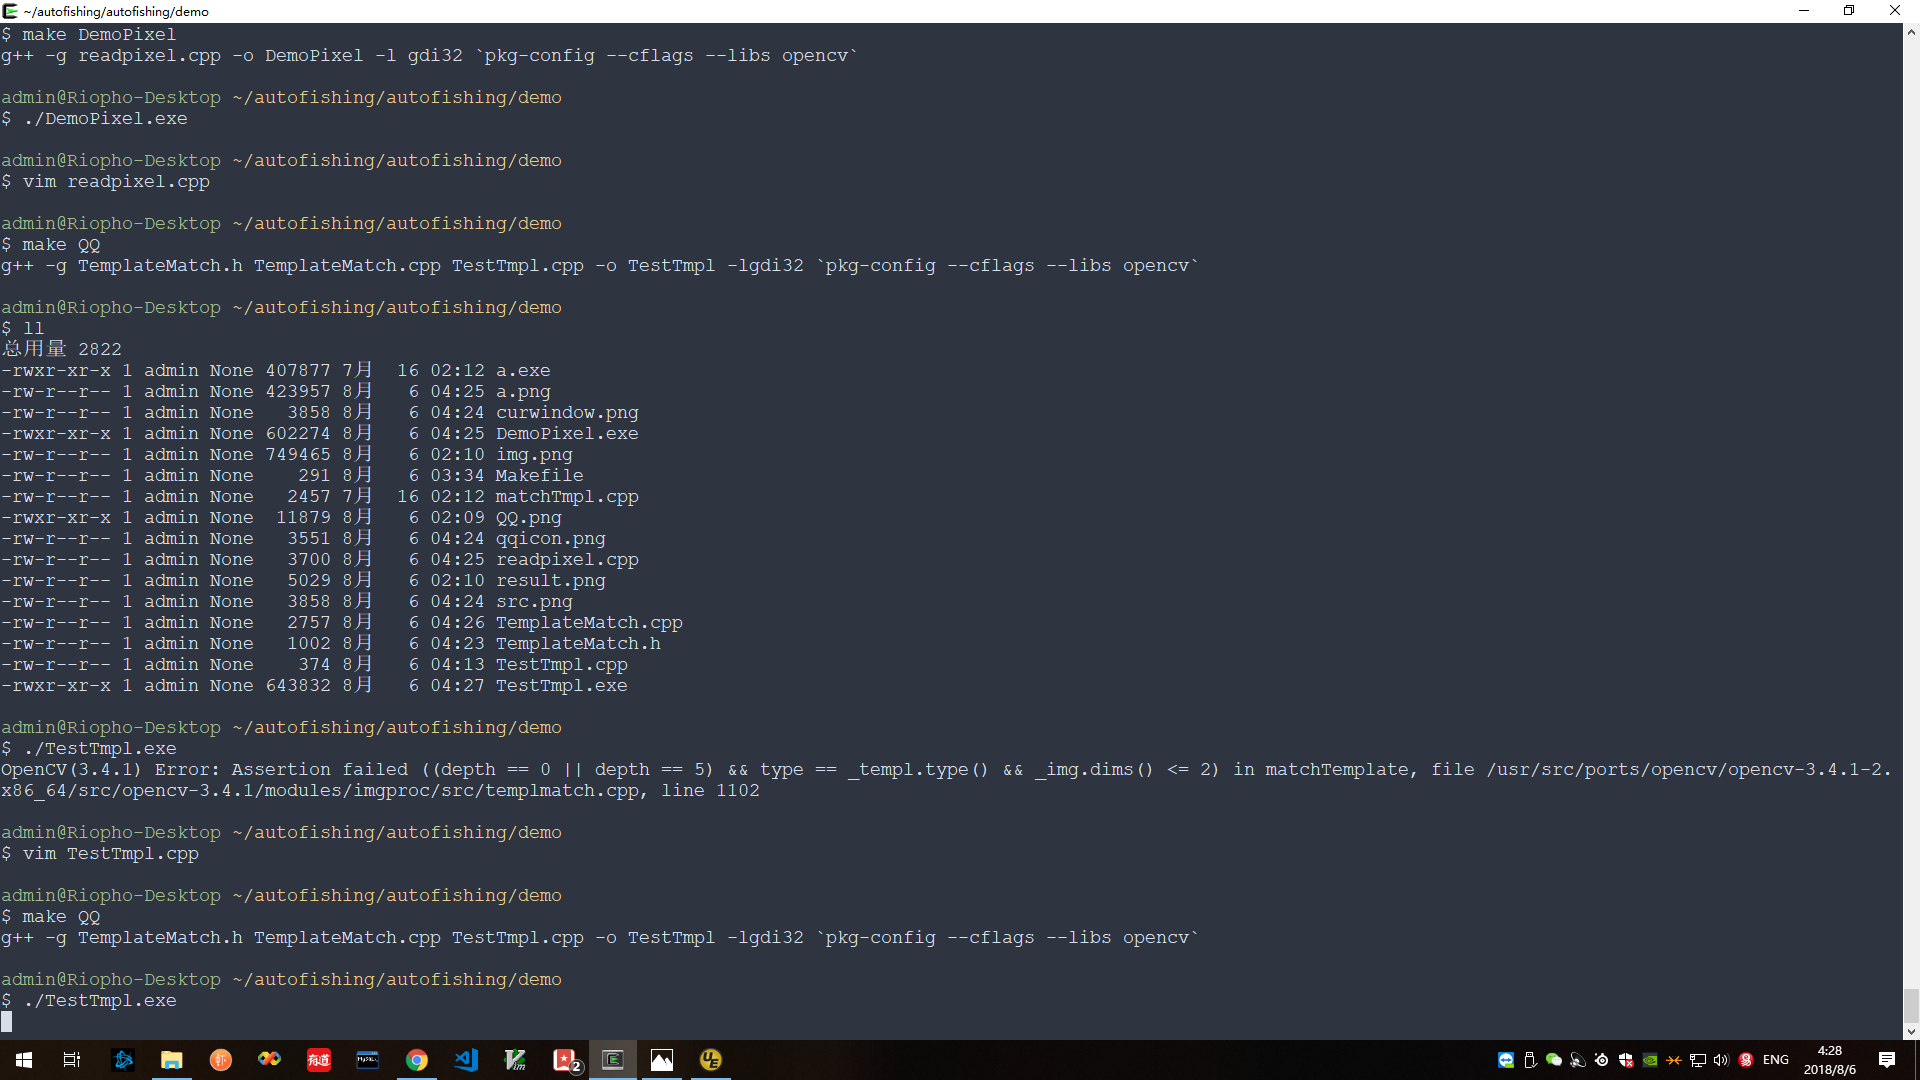 ~/autofishing/autofishing/demo
$ make DemoPixel
g++ -g readpixel.cpp -o DemoPixel -l gdi32 `pkg-config --cflags --libs opencv`
admin@Riopho-Desktop ~/autofishing/autofishing/demo
$ ./DemoPixel.exe
admin@Riopho-Desktop ~/autofishing/autofishing/demo
$ vim readpixel.cpp
admin@Riopho-Desktop ~/autofishing/autofishing/demo
$ make QQ
g++ -g TemplateMatch.h TemplateMatch.cpp TestTmpl.cpp -o TestTmpl -lgdi32 `pkg-config --cflags --libs opencv`
admin@Riopho-Desktop ~/autofishing/autofishing/demo
$ ll
总用量 2822
-rwxr-xr-x 1 admin None 407877 7月  16 02:12 a.exe
-rw-r--r-- 1 admin None 423957 8月   6 04:25 a.png
-rw-r--r-- 1 admin None   3858 8月   6 04:24 curwindow.png
-rwxr-xr-x 1 admin None 602274 8月   6 04:25 DemoPixel.exe
-rw-r--r-- 1 admin None 749465 8月   6 02:10 img.png
-rw-r--r-- 1 admin None    291 8月   6 03:34 Makefile
-rw-r--r-- 1 admin None   2457 7月  16 02:12 matchTmpl.cpp
-rwxr-xr-x 1 admin None  11879 8月   6 02:09 QQ.png
-rw-r--r-- 1 admin None   3551 8月   6 04:24 qqicon.png
-rw-r--r-- 1 admin None   3700 8月   6 04:25 readpixel.cpp
-rw-r--r-- 1 admin None   5029 8月   6 02:10 result.png
-rw-r--r-- 1 admin None   3858 8月   6 04:24 src.png
-rw-r--r-- 1 admin None   2757 8月   6 04:26 TemplateMatch.cpp
-rw-r--r-- 1 admin None   1002 8月   6 04:23 TemplateMatch.h
-rw-r--r-- 1 admin None    374 8月   6 04:13 TestTmpl.cpp
-rwxr-xr-x 1 admin None 643832 8月   6 04:27 TestTmpl.exe
admin@Riopho-Desktop ~/autofishing/autofishing/demo
$ ./TestTmpl.exe
OpenCV(3.4.1) Error: Assertion failed ((depth == 0 || depth == 5) && type == _templ.type() && _img.dims() <= 2) in matchTemplate, file /usr/src/ports/opencv/opencv-3.4.1-2.
x86_64/src/opencv-3.4.1/modules/imgproc/src/templmatch.cpp, line 1102
admin@Riopho-Desktop ~/autofishing/autofishing/demo
$ vim TestTmpl.cpp
admin@Riopho-Desktop ~/autofishing/autofishing/demo
$ make QQ
g++ -g TemplateMatch.h TemplateMatch.cpp TestTmpl.cpp -o TestTmpl -lgdi32 `pkg-config --cflags --libs opencv`
admin@Riopho-Desktop ~/autofishing/autofishing/demo
$ ./TestTmpl.exe
有道
MySQL
Vim
2
UE
ENG
4:28
2018/8/6